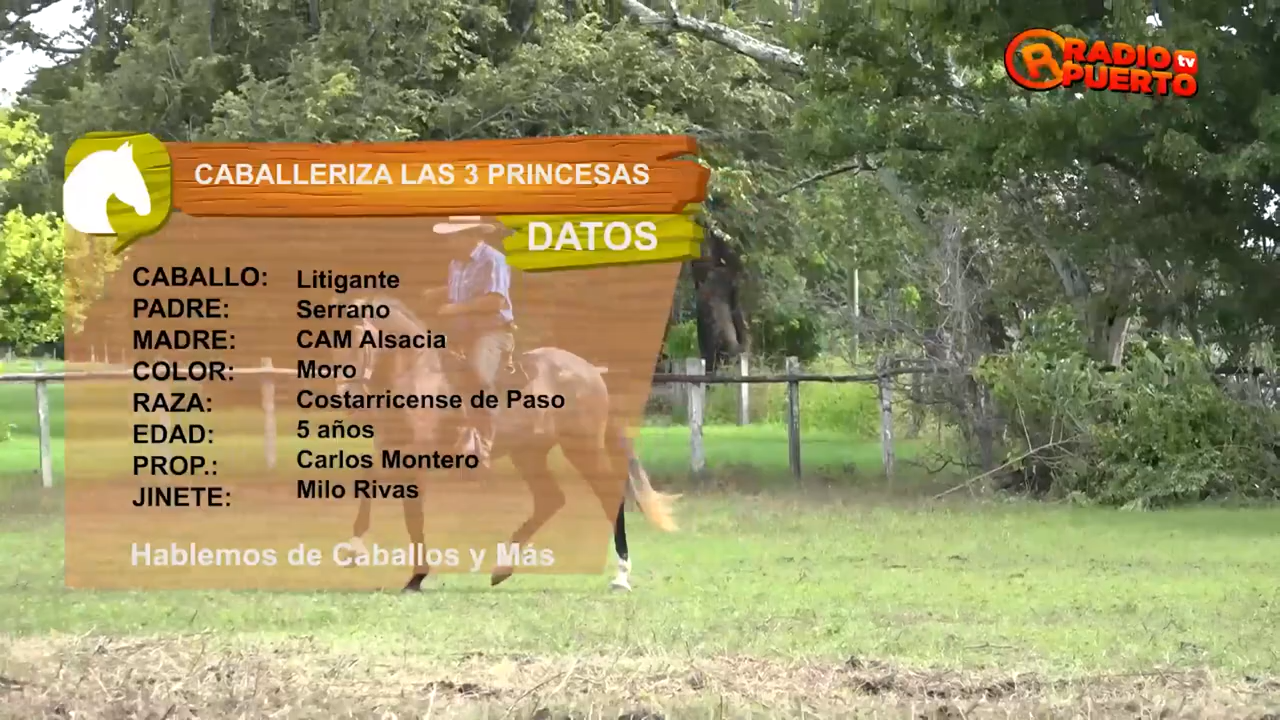 RADIO tv
PUERTO
CABALLERIZA LAS 3 PRINCESAS
DATOS
CABALLO: Litigante
PADRE: Serrano
MADRE: CAM Alsacia
COLOR: Moro
RAZA: Costarricense de Paso
EDAD: 5 años
PROP.: Carlos Montero
JINETE: Milo Rivas
Hablemos de Caballos y Más